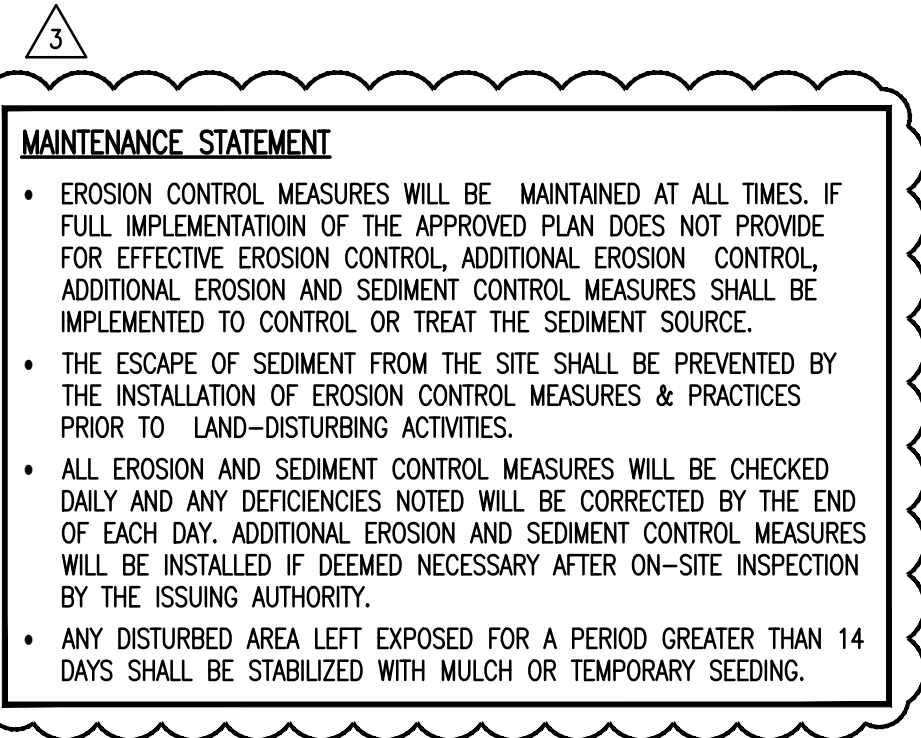 3
MAINTENANCE STATEMENT
• EROSION CONTROL MEASURES WILL BE MAINTAINED AT ALL TIMES. IF
FULL IMPLEMENTATIOIN OF THE APPROVED PLAN DOES NOT PROVIDE
FOR EFFECTIVE EROSION CONTROL, ADDITIONAL EROSION CONTROL,
ADDITIONAL EROSION AND SEDIMENT CONTROL MEASURES SHALL BE
IMPLEMENTED TO CONTROL OR TREAT THE SEDIMENT SOURCE.
• THE ESCAPE OF SEDIMENT FROM THE SITE SHALL BE PREVENTED BY
THE INSTALLATION OF EROSION CONTROL MEASURES & PRACTICES
PRIOR TO LAND-DISTURBING ACTIVITIES.
• ALL EROSION AND SEDIMENT CONTROL MEASURES WILL BE CHECKED
DAILY AND ANY DEFICIENCIES NOTED WILL BE CORRECTED BY THE END
OF EACH DAY. ADDITIONAL EROSION AND SEDIMENT CONTROL MEASURES
WILL BE INSTALLED IF DEEMED NECESSARY AFTER ON-SITE INSPECTION
BY THE ISSUING AUTHORITY.
• ANY DISTURBED AREA LEFT EXPOSED FOR A PERIOD GREATER THAN 14
DAYS SHALL BE STABILIZED WITH MULCH OR TEMPORARY SEEDING.